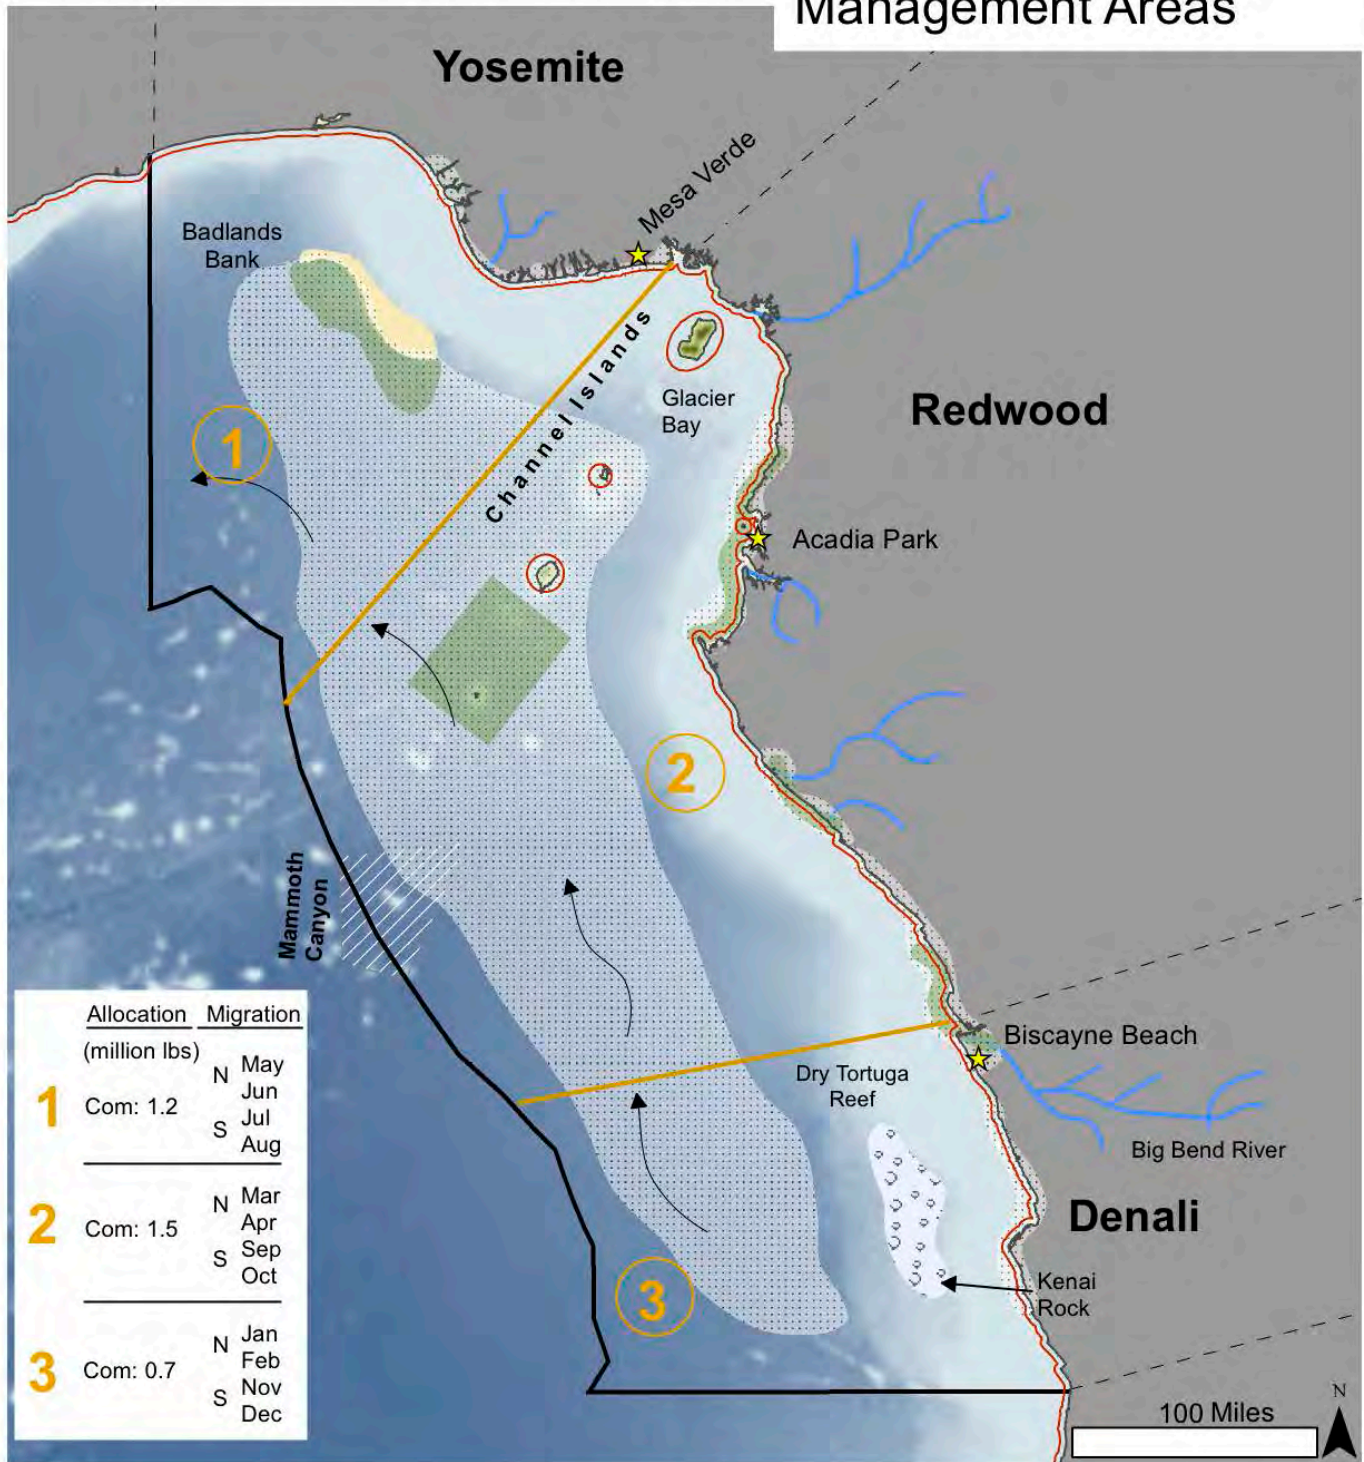 Management Areas
Yosemite
Mesa Verde
Badlands
Bank
Channel Islands
Glacier
Bay
Redwood
1
Acadia Park
2
Mammoth
Canyon
Biscayne Beach
Dry Tortuga
Reef
Big Bend River
Denali
Kenai
Rock
3
Allocation Migration
(million lbs)
1 Com: 1.2
N May
Jun
S Jul
Aug
2 Com: 1.5
N Mar
Apr
S Sep
Oct
3 Com: 0.7
N Jan
Feb
S Nov
Dec
100 Miles
N